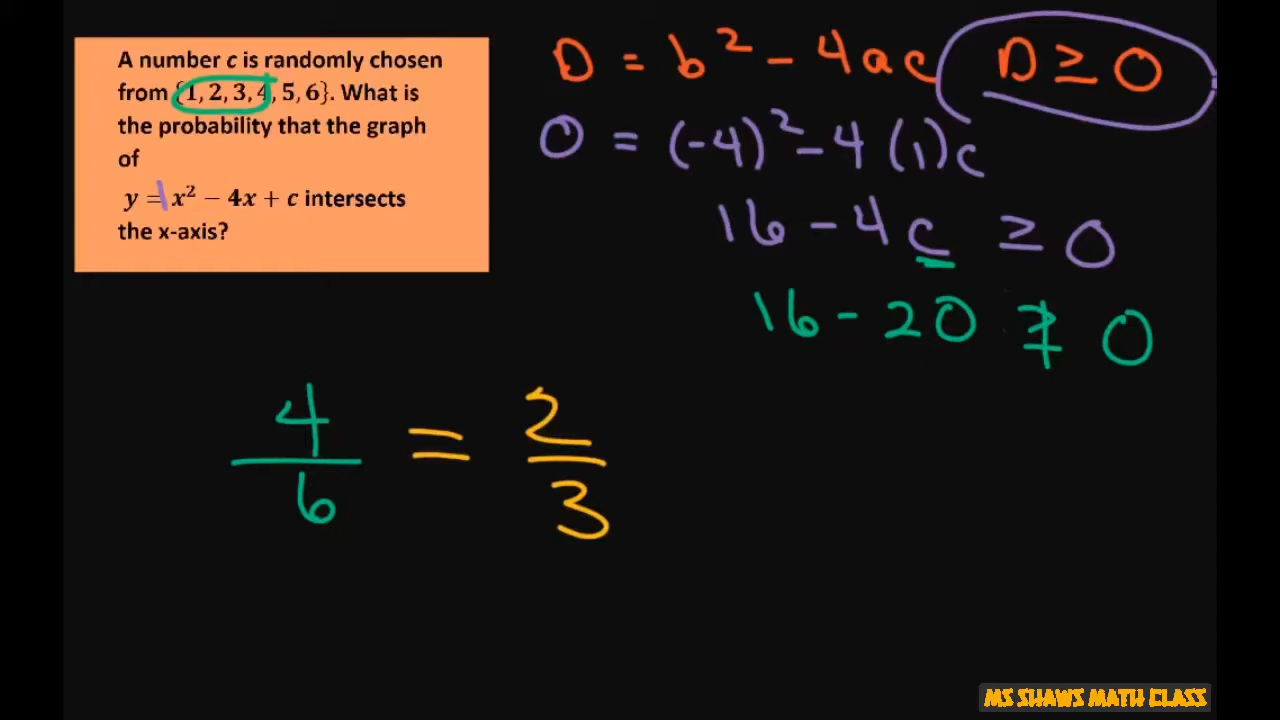 A number c is randomly chosen
from {1, 2, 3, 4, 5, 6}. What is
the probability that the graph
of
y = 1x² − 4x + c intersects
the x-axis?
D = b² − 4ac D ≥ 0
0 = (-4)² − 4(1)c
16 − 4c ≥ 0
16 − 20 ≱ 0
4/6 = 2/3
MS SHAWS MATH CLASS